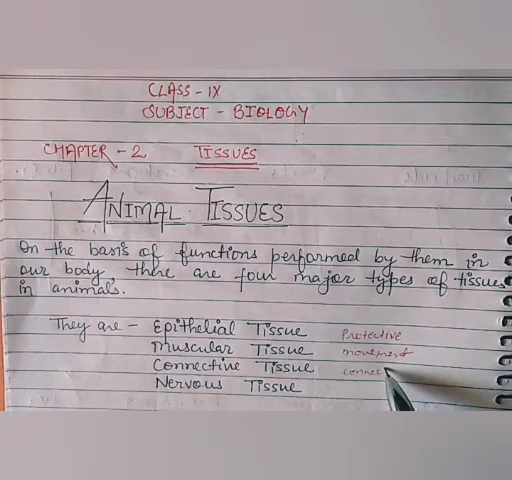 CLASS - IX
SUBJECT - BIOLOGY
CHAPTER - 2 TISSUES
ANIMAL TISSUES
On the basis of functions performed by them in
our body, there are four major types of tissues
in animals.
They are - Epithelial Tissue Protective
Muscular Tissue movement
Connective Tissue connec
Nervous Tissue